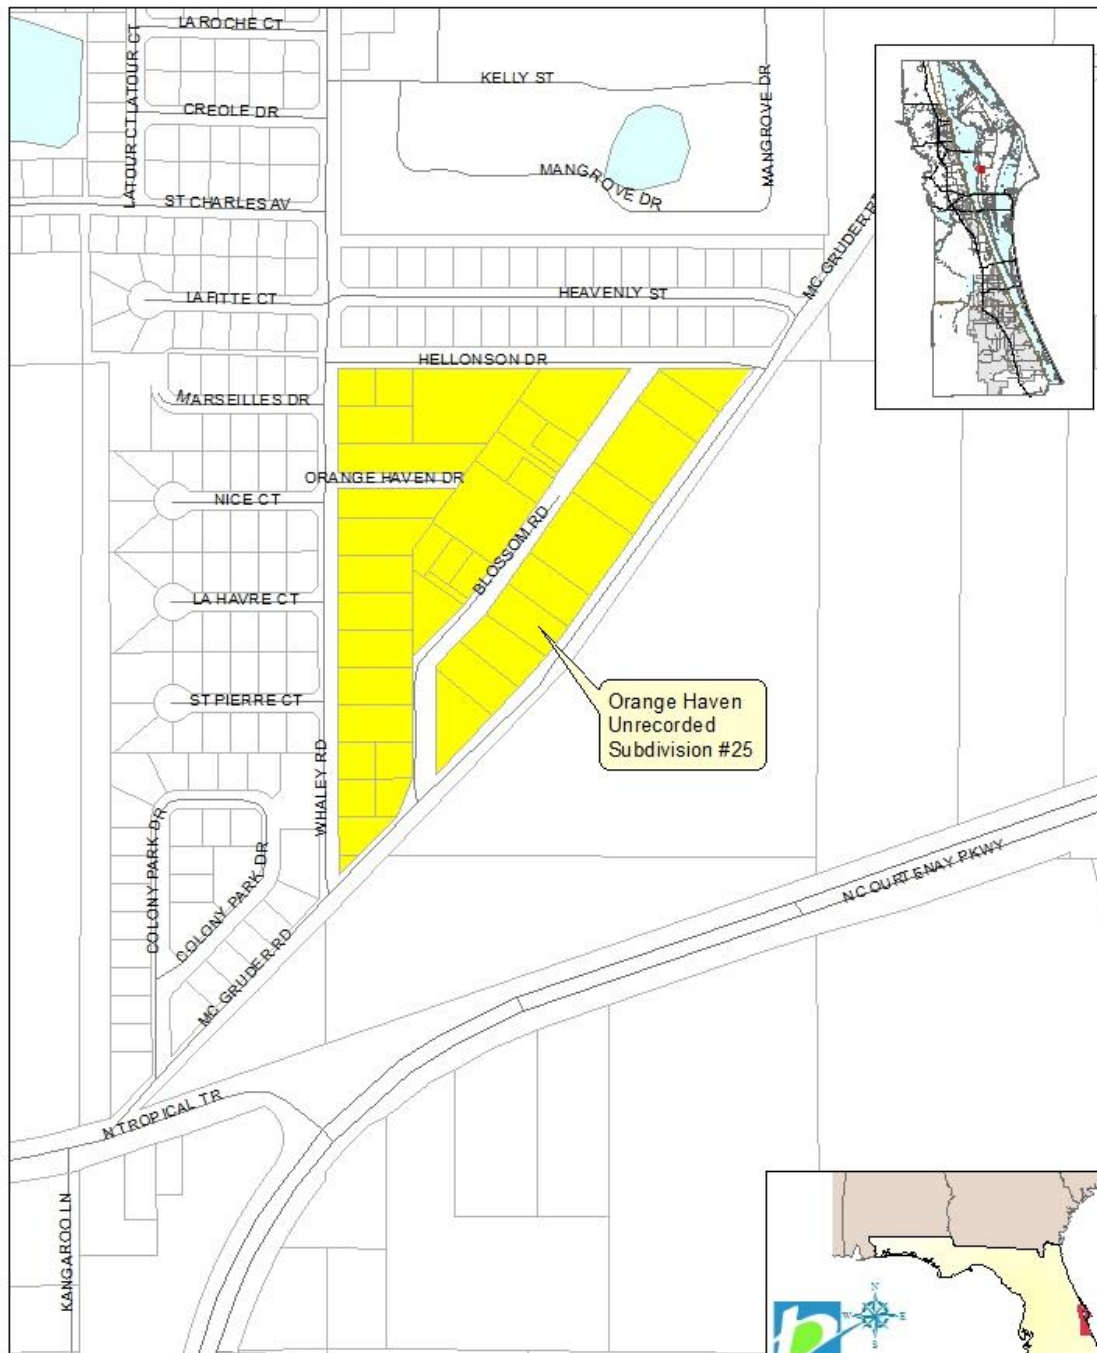 LA ROCHE CT
LATOUR CT
LATOUR CT
KELLY ST
CREOLE DR
MANGROVE DR
MANGROVE DR
ST CHARLES AV
MC GRUDER R
LAFITTE CT
HEAVENLY ST
HELLONSON DR
MARSEILLES DR
ORANGE HAVEN DR
NICE CT
BLOSSOM RD
LA HAVRE CT
ST PIERRE CT
Orange Haven
Unrecorded
Subdivision #25
WHALEY RD
COLONY PARK DR
COLONY PARK DR
N COURTENAY PKWY
MC GRUDER RD
N TROPICAL TR
KANGAROO LN
N
W
E
S